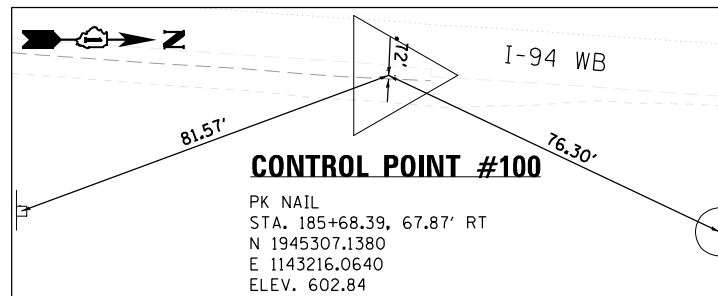 N
I-94 WB
.72'
81.57'
76.30'
CONTROL POINT #100
PK NAIL
STA. 185+68.39, 67.87' RT
N 1945307.1380
E 1143216.0640
ELEV. 602.84